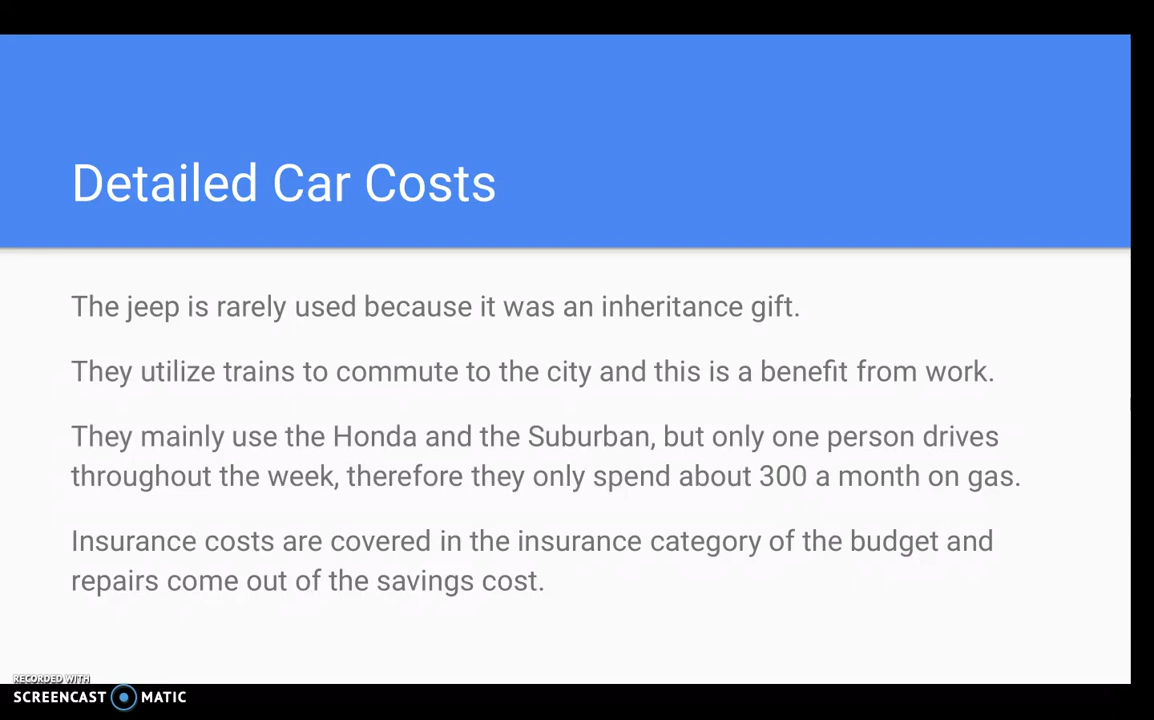 Detailed Car Costs
The jeep is rarely used because it was an inheritance gift.
They utilize trains to commute to the city and this is a benefit from work.
They mainly use the Honda and the Suburban, but only one person drives
throughout the week, therefore they only spend about 300 a month on gas.
Insurance costs are covered in the insurance category of the budget and
repairs come out of the savings cost.
RECORDED WITH
SCREENCAST MATIC